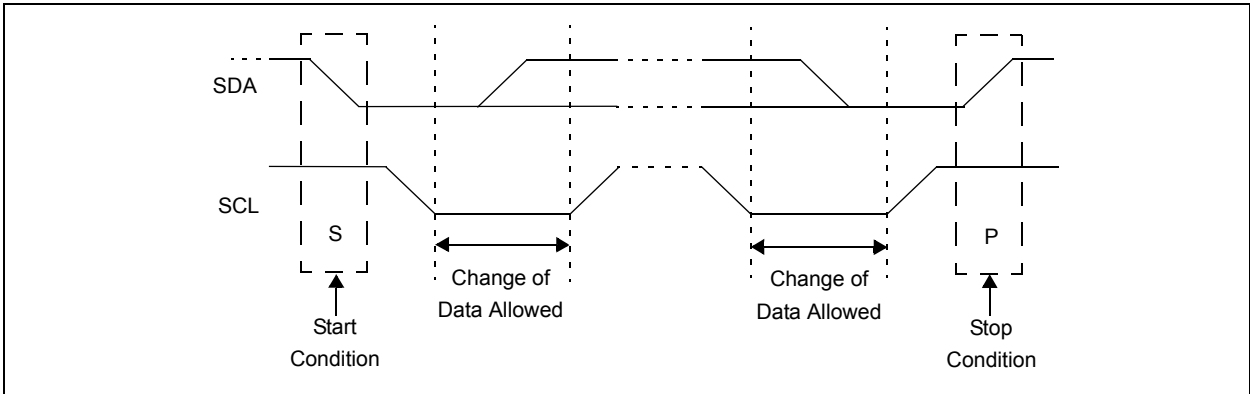 SDA
SCL
S
P
Change of
Data Allowed
Change of
Data Allowed
Start
Condition
Stop
Condition